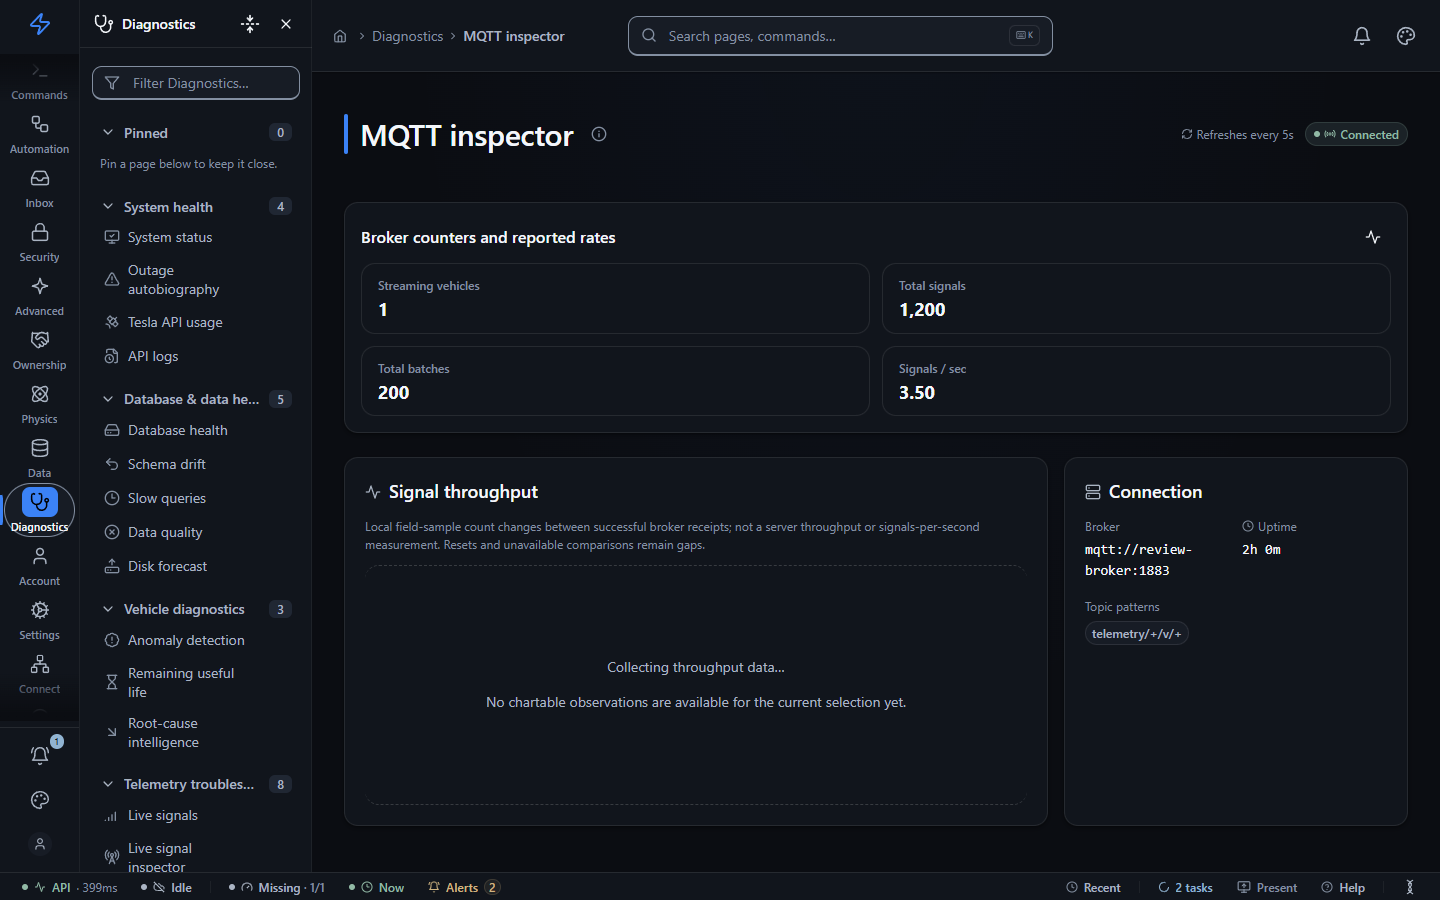 Commands
Automation
Inbox
Security
Advanced
Ownership
Physics
Data
Diagnostics
Account
Settings
Connect
1
Diagnostics
Filter Diagnostics...
Pinned 0
Pin a page below to keep it close.
System health 4
System status
Outage
autobiography
Tesla API usage
API logs
Database & data he... 5
Database health
Schema drift
Slow queries
Data quality
Disk forecast
Vehicle diagnostics 3
Anomaly detection
Remaining useful
life
Root-cause
intelligence
Telemetry troubles... 8
Live signals
Live signal
inspector
Diagnostics > MQTT inspector
Search pages, commands... K
MQTT inspector
Refreshes every 5s
Connected
Broker counters and reported rates
Streaming vehicles
1
Total signals
1,200
Total batches
200
Signals / sec
3.50
Signal throughput
Local field-sample count changes between successful broker receipts; not a server throughput or signals-per-second
measurement. Resets and unavailable comparisons remain gaps.
Collecting throughput data...
No chartable observations are available for the current selection yet.
Connection
Broker
mqtt://review-
broker:1883
Uptime
2h 0m
Topic patterns
telemetry/+/v/+
API · 399ms
Idle
Missing · 1/1
Now
Alerts 2
Recent
2 tasks
Present
Help